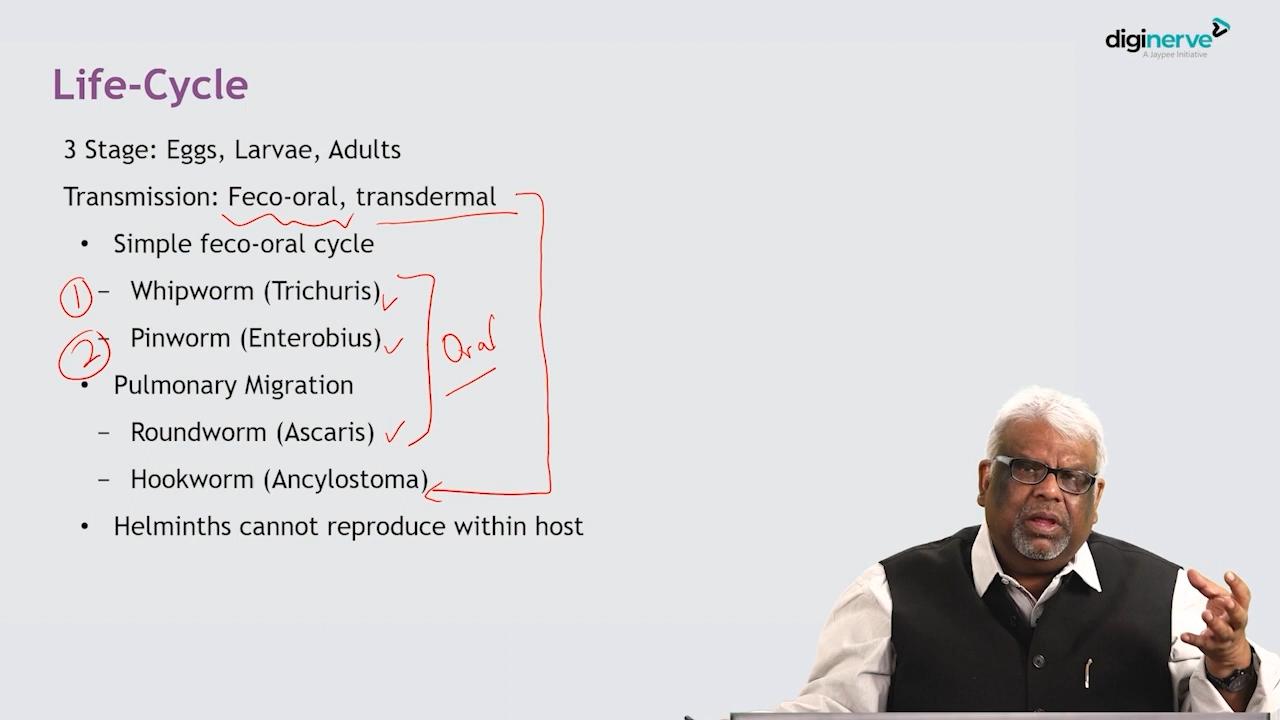 diginerve
A Jaypee Initiative
Life-Cycle
3 Stage: Eggs, Larvae, Adults
Transmission: Feco-oral, transdermal
• Simple feco-oral cycle
1 – Whipworm (Trichuris)
2 – Pinworm (Enterobius)
Oral
• Pulmonary Migration
– Roundworm (Ascaris)
– Hookworm (Ancylostoma)
• Helminths cannot reproduce within host